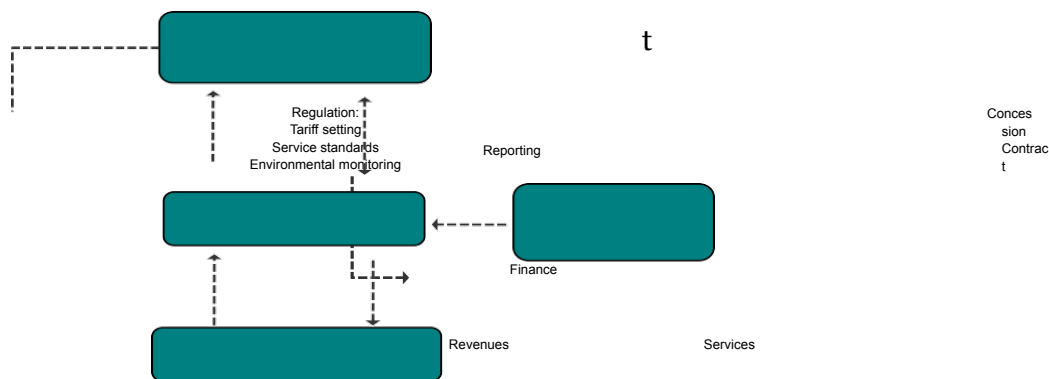 t
Regulation:
Tariff setting
Service standards
Environmental monitoring
Reporting
Conces
sion
Contrac
t
Finance
Revenues
Services